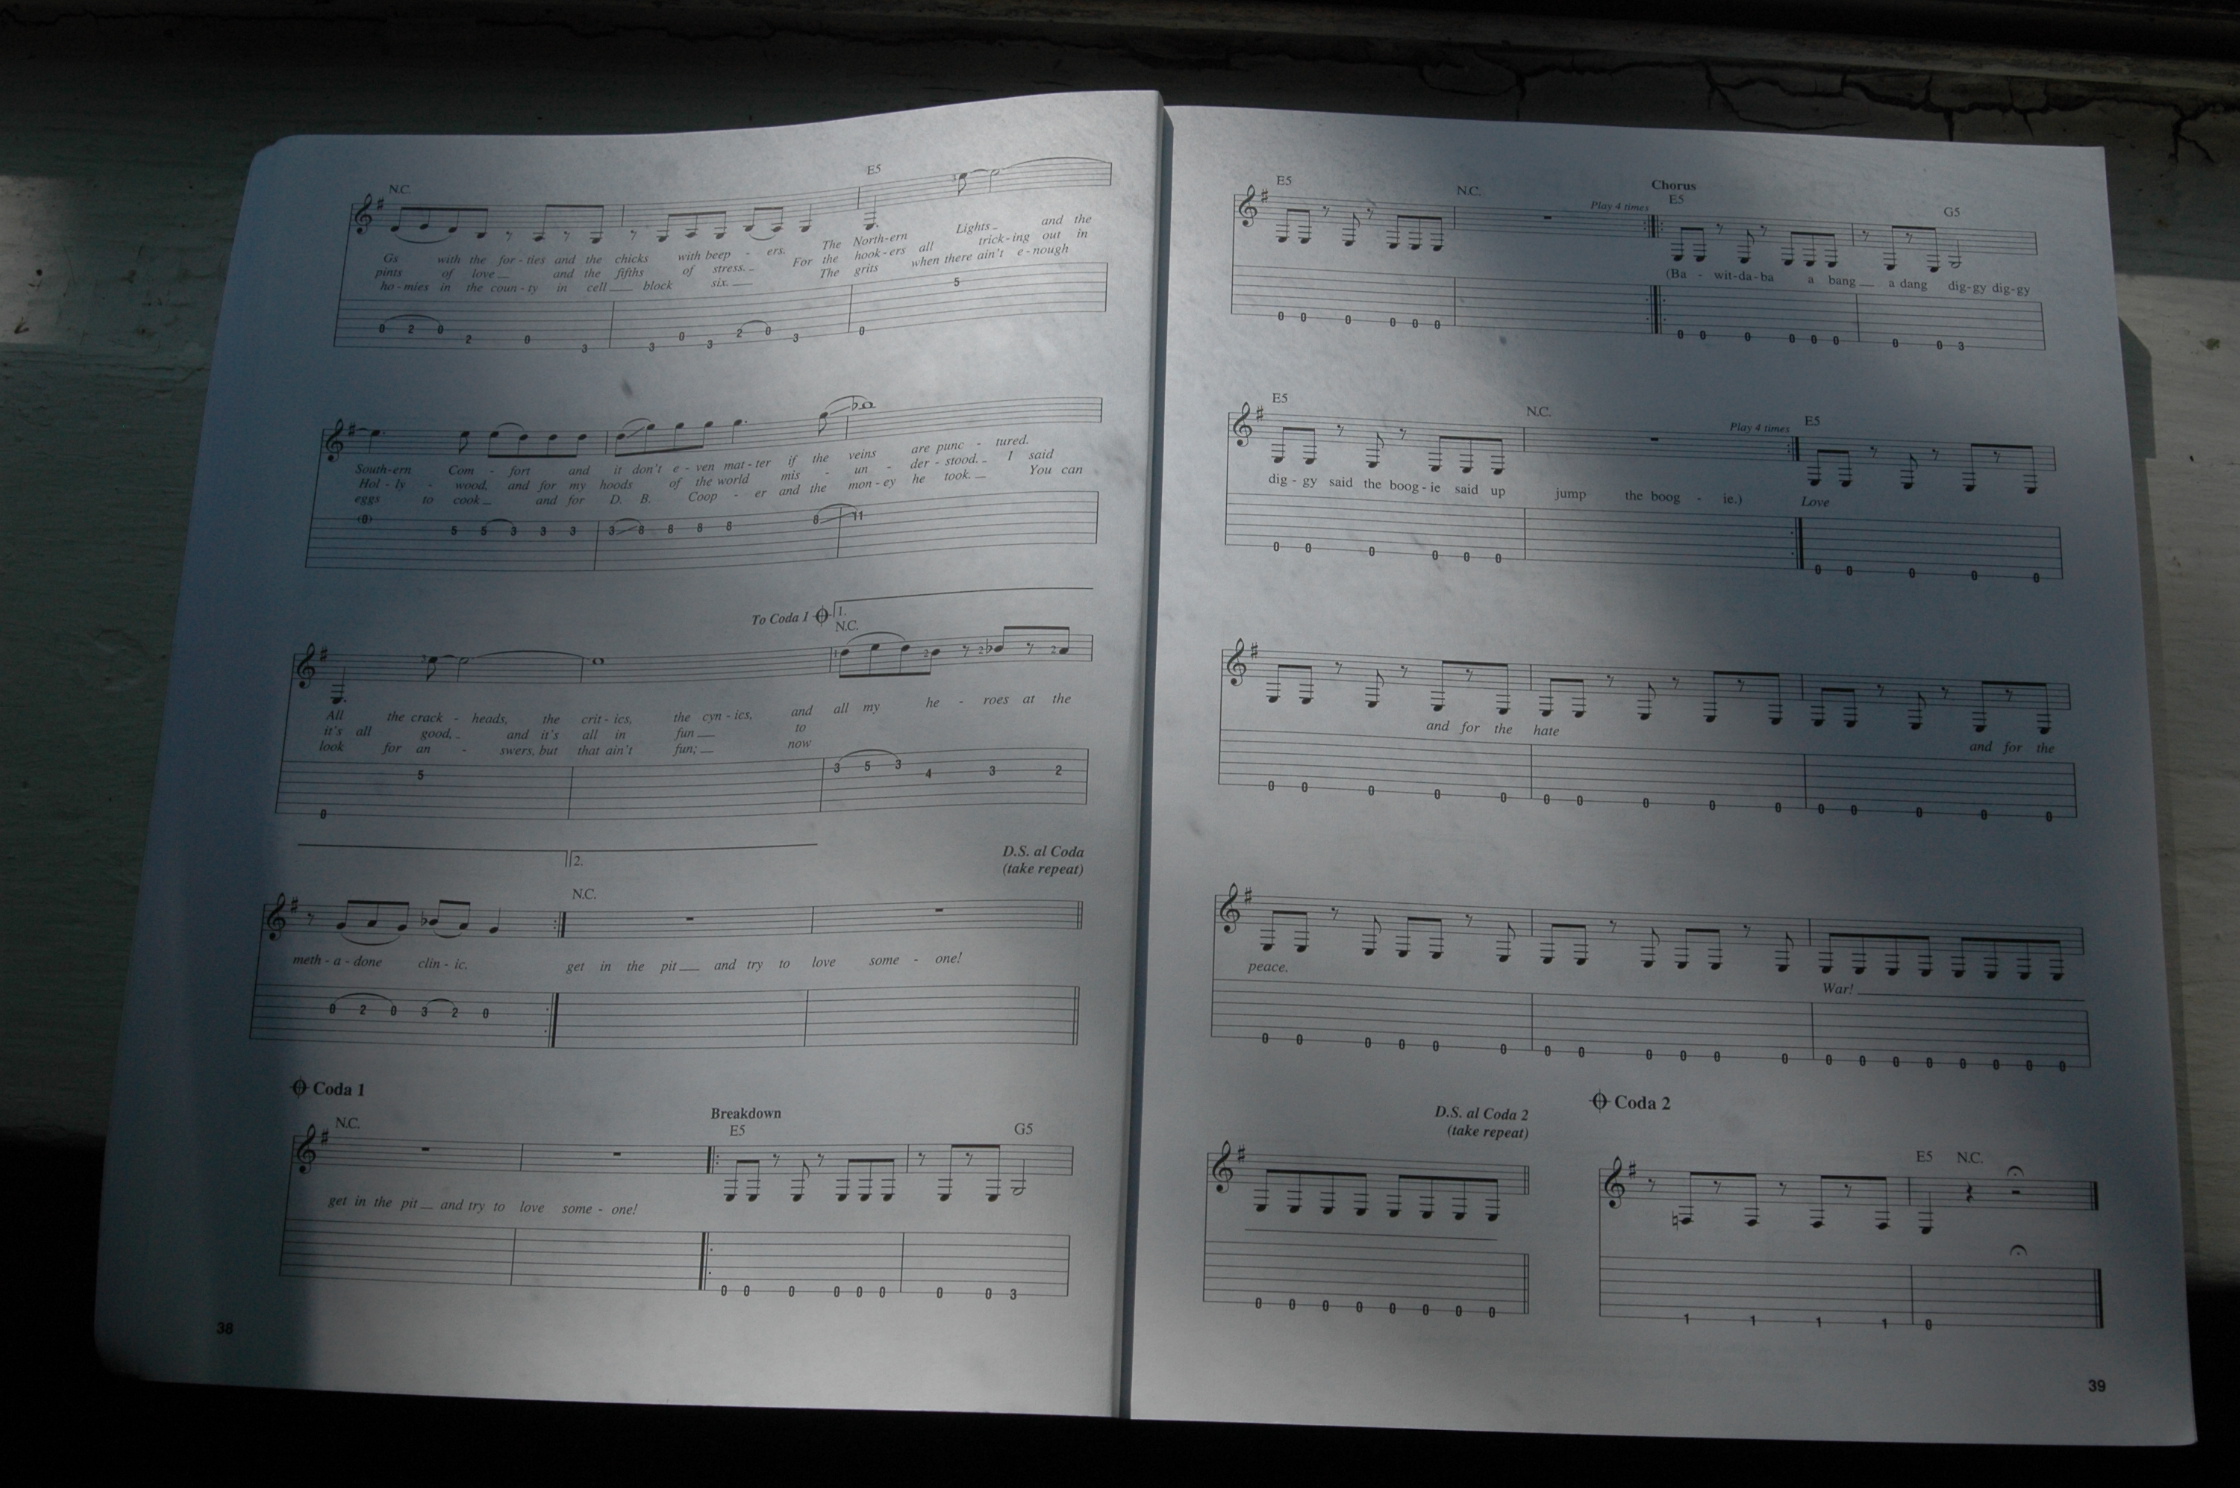 N.C.
E5
Gs with the for - ties and the chicks with beep - ers. The North-ern Lights and the
pints of love and the fifths of stress. For the hook-ers all trick-ing out in
ho-mies in the coun-ty in cell block six. The grits when there ain't e-nough
0 2 0 2 0 3 3 0 3 2 0 3 0 5
South-ern Com - fort and it don't e - ven mat - ter if the veins are punc - tured.
Hol - ly - wood, and for my hoods of the world mis - un - der - stood. I said
eggs to cook and for D. B. Coop - er and the mon-ey he took. You can
(0) 5 5 3 3 3 3 8 8 8 8 8 11
To Coda I 1.
N.C.
All the crack - heads, the crit - ics, the cyn - ics, and all my he - roes at the
it's all good, and it's all in fun to
look for an - swers, but that ain't fun; now
0 5 3 5 3 4 3 2
2.
D.S. al Coda
(take repeat)
N.C.
meth - a - done clin - ic. get in the pit and try to love some - one!
0 2 0 3 2 0
Coda 1
N.C.
Breakdown
E5 G5
get in the pit and try to love some - one!
0 0 0 0 0 0 0 0 3
38
E5 N.C. Play 4 times Chorus
E5 G5
(Ba - wit-da-ba a bang a dang dig-gy dig-gy
0 0 0 0 0 0 0 0 0 0 0 0 0 0 3
E5 N.C. Play 4 times E5
dig - gy said the boog - ie said up jump the boog - ie.) Love
0 0 0 0 0 0 0 0 0 0 0
and for the hate and for the
0 0 0 0 0 0 0 0 0 0 0 0 0 0 0
peace. War!
0 0 0 0 0 0 0 0 0 0 0 0 0 0 0 0 0 0 0 0
D.S. al Coda 2
(take repeat)
0 0 0 0 0 0 0 0
Coda 2
E5 N.C.
1 1 1 1 0
39